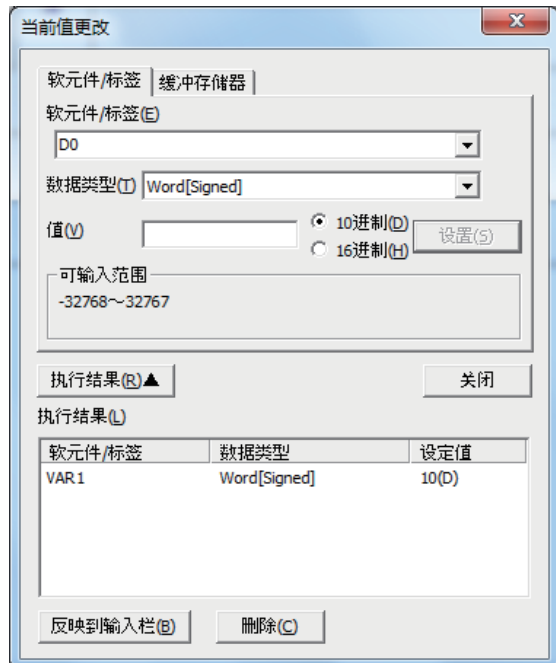 当前值更改
软元件/标签 缓冲存储器
软元件/标签(E)
D0
数据类型(T) Word[Signed]
值(V) 10进制(D) 设置(S)
16进制(H)
可输入范围
-32768~32767
执行结果(R)▲ 关闭
执行结果(L)
软元件/标签 数据类型 设定值
VAR1 Word[Signed] 10(D)
反映到输入栏(B) 删除(C)